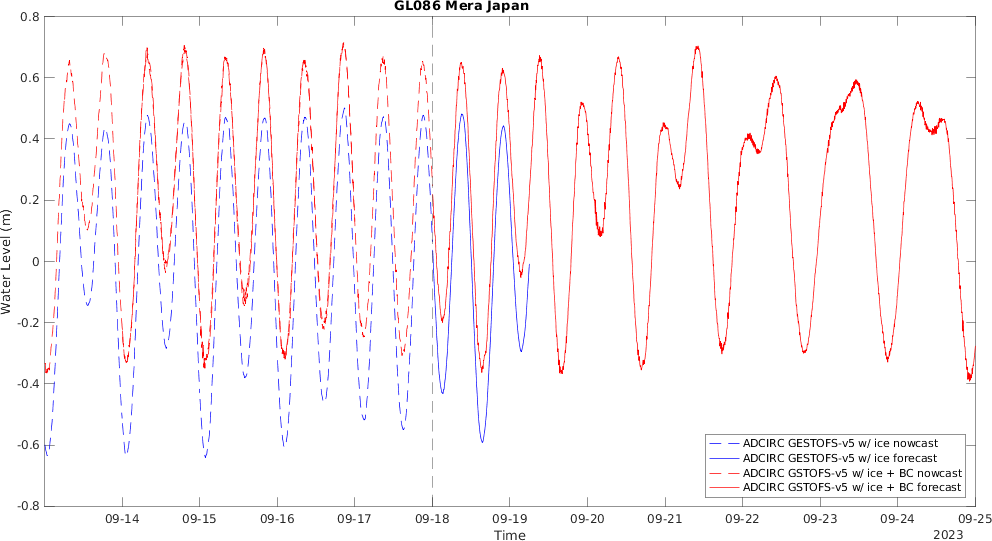 GL086 Mera Japan
0.8
0.6
0.4
0.2
0
-0.2
-0.4
-0.6
-0.8
Water Level (m)
ADCIRC GESTOFS-v5 w/ ice nowcast
ADCIRC GESTOFS-v5 w/ ice forecast
ADCIRC GSTOFS-v5 w/ ice + BC nowcast
ADCIRC GSTOFS-v5 w/ ice + BC forecast
09-14 09-15 09-16 09-17 09-18 09-19 09-20 09-21 09-22 09-23 09-24 09-25
Time
2023